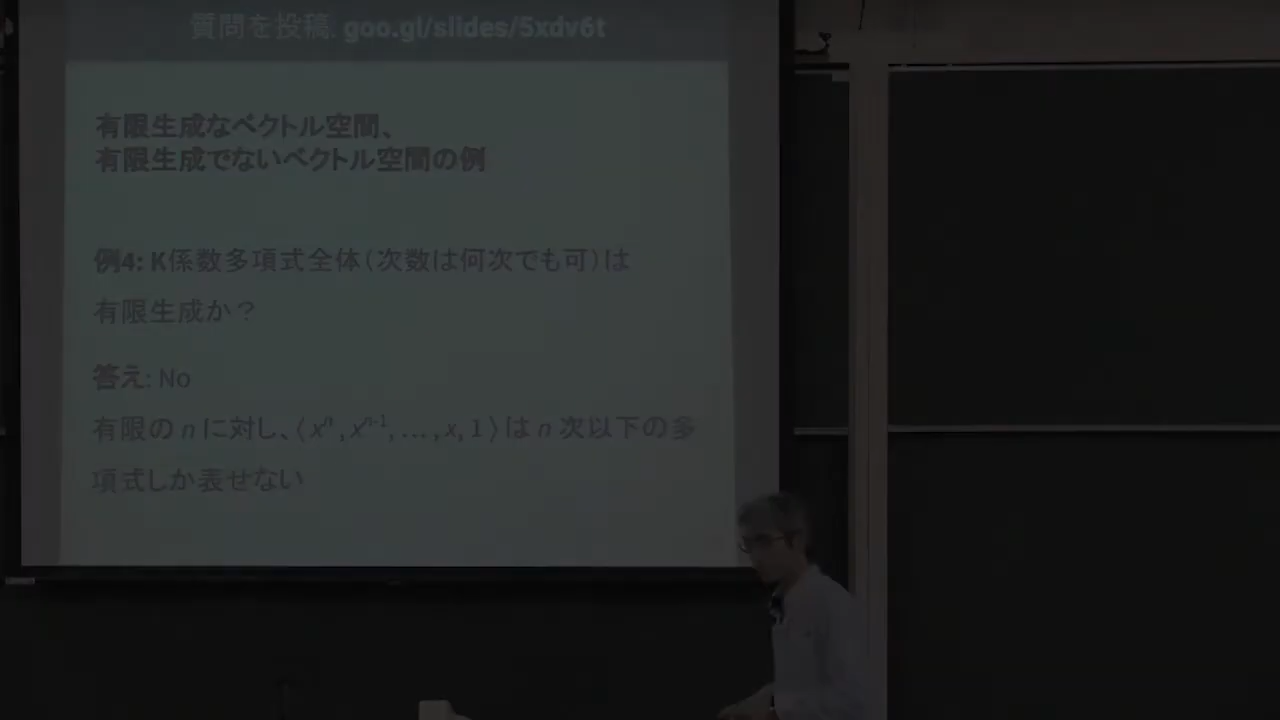 質問を投稿. goo.gl/slides/5xdv6t
有限生成なベクトル空間、
有限生成でないベクトル空間の例
例4: K係数多項式全体（次数は何次でも可）は
有限生成か？
答え: No
有限の n に対し、⟨ xⁿ , xⁿ⁻¹, … , x, 1 ⟩ は n 次以下の多
項式しか表せない